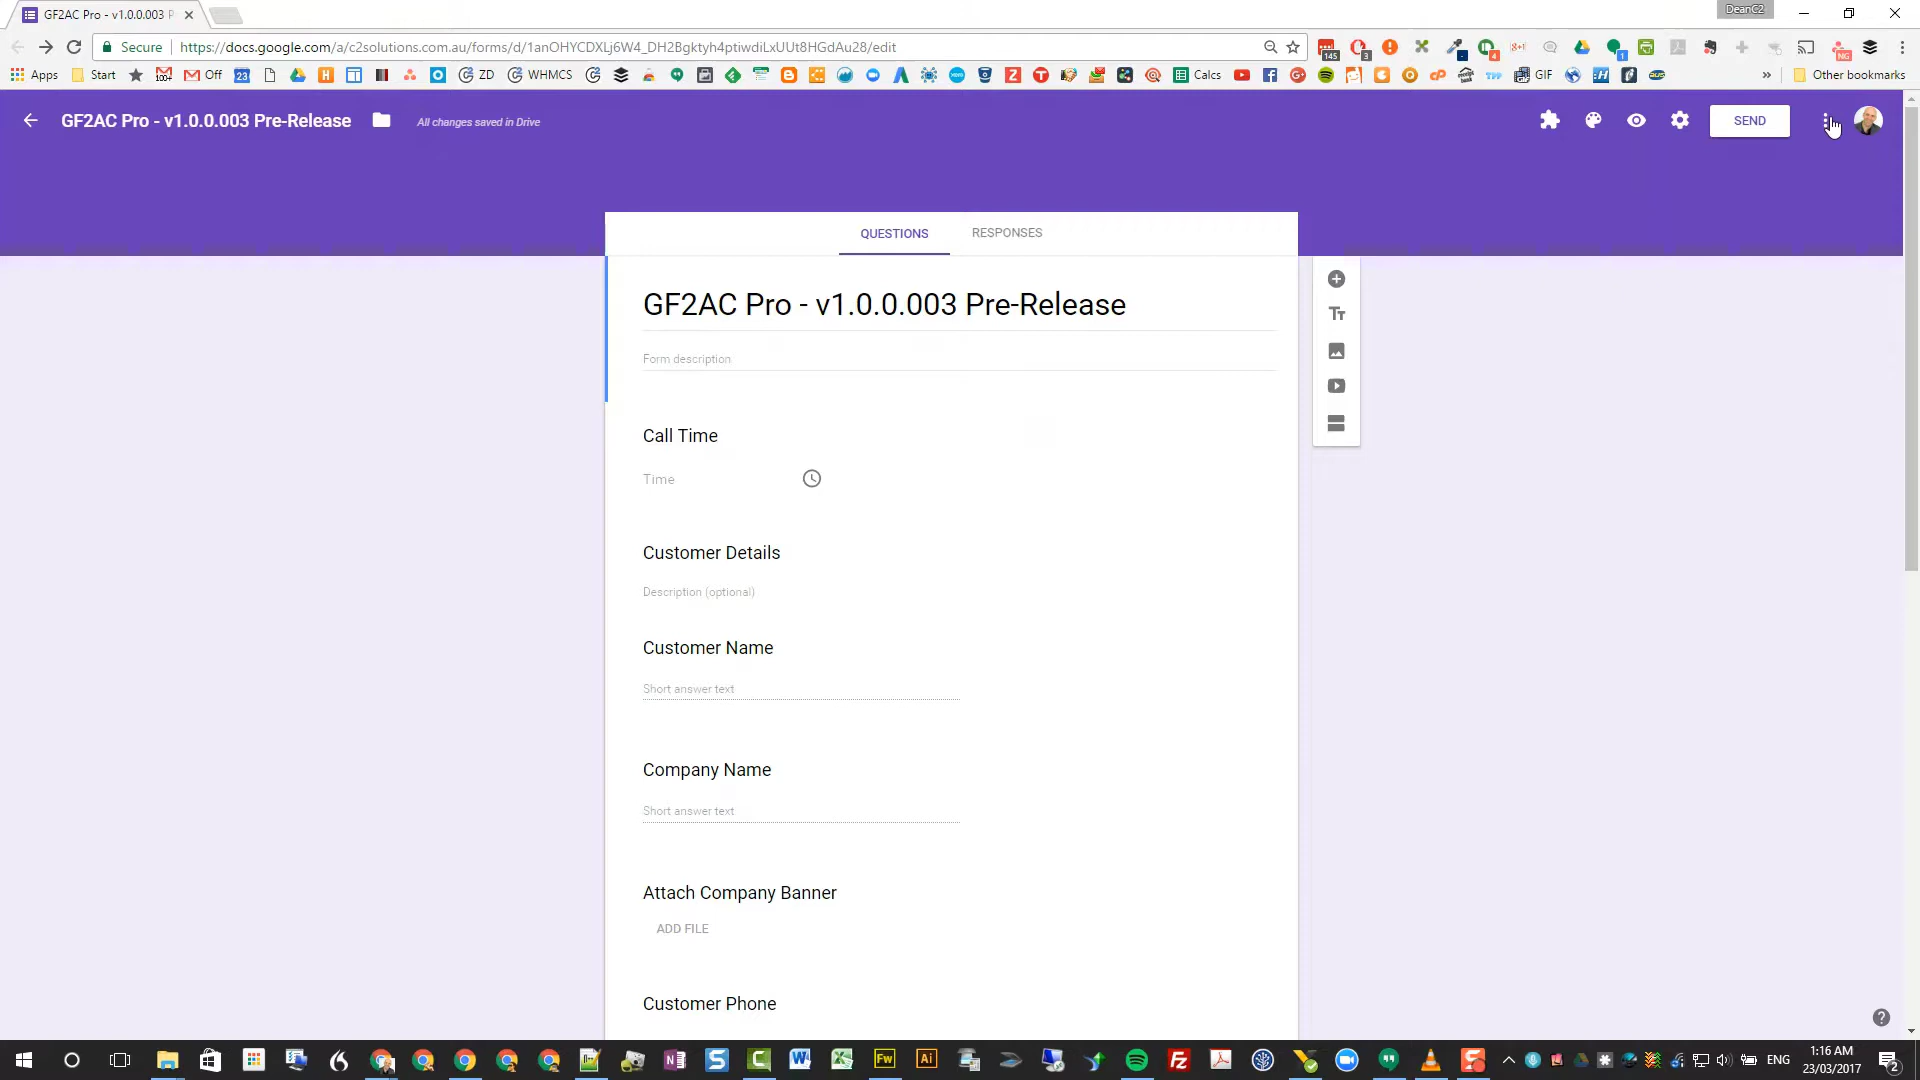 GF2AC Pro - v1.0.0.003 P
DeanC2
Secure
https://docs.google.com/a/c2solutions.com.au/forms/d/1anOHYCDXLj6W4_DH2Bgktyh4ptiwdiLxUUt8HGdAu28/edit
Apps
Start
Off
ZD
WHMCS
Calcs
GIF
Other bookmarks
GF2AC Pro - v1.0.0.003 Pre-Release
All changes saved in Drive
SEND
QUESTIONS
RESPONSES
GF2AC Pro - v1.0.0.003 Pre-Release
Form description
Call Time
Time
Customer Details
Description (optional)
Customer Name
Short answer text
Company Name
Short answer text
Attach Company Banner
ADD FILE
Customer Phone
ENG
1:16 AM
23/03/2017